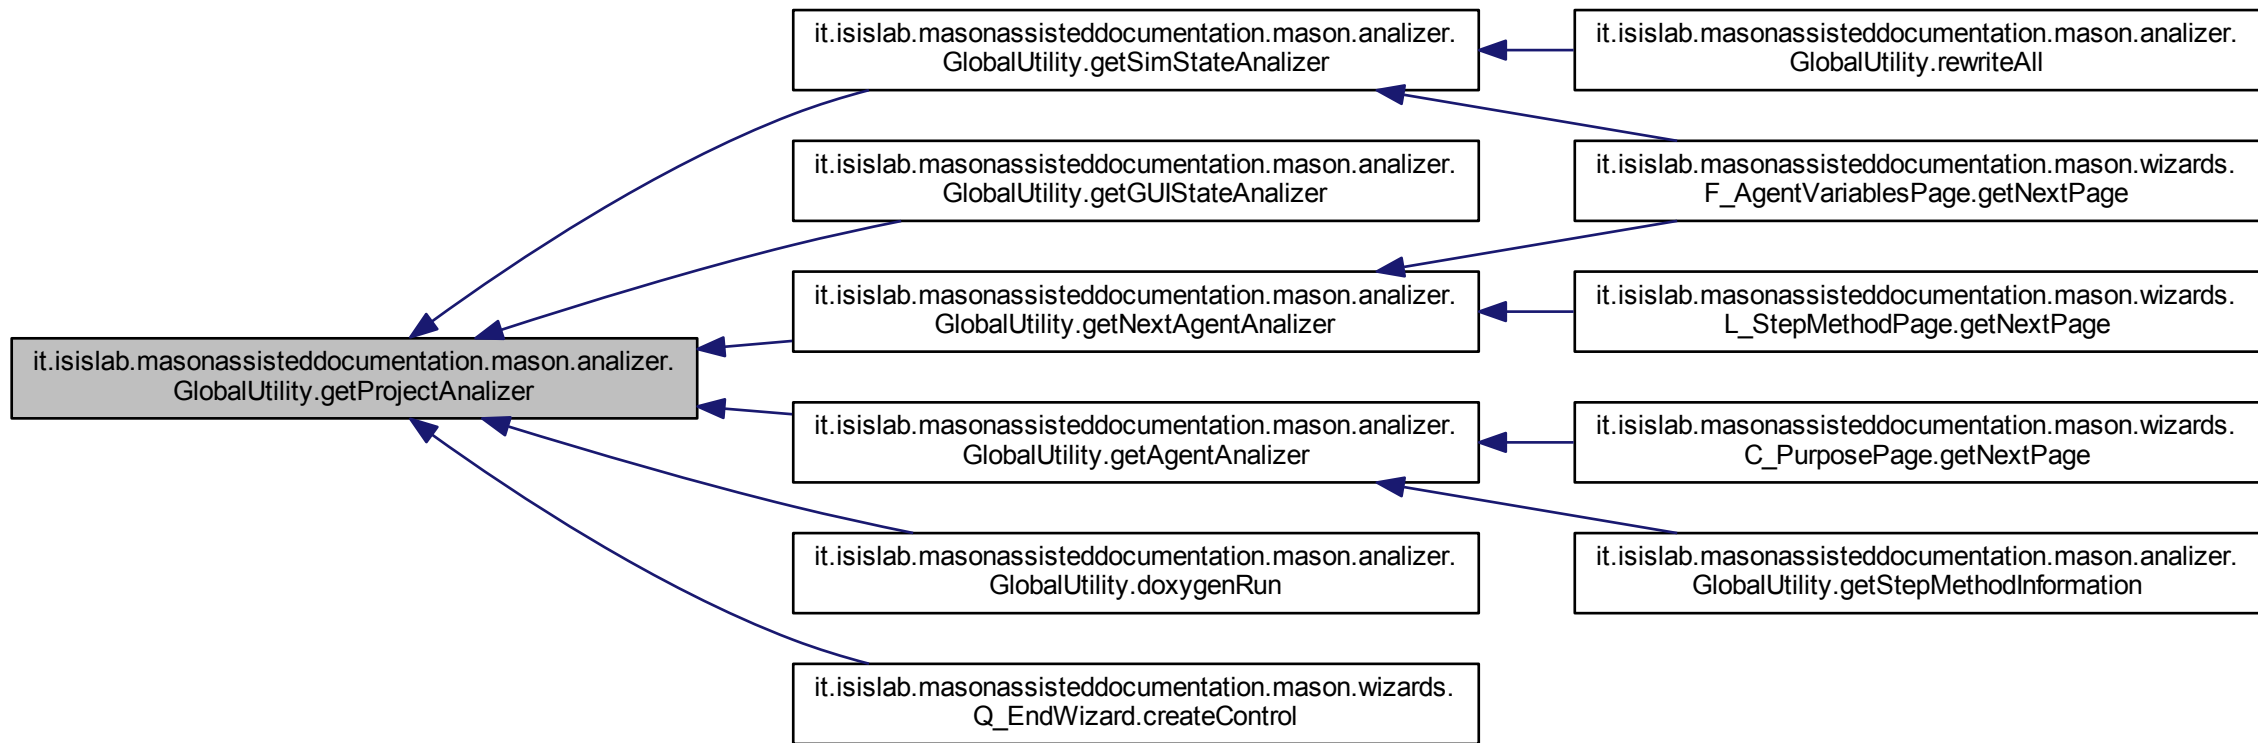 it.isislab.masonassisteddocumentation.mason.analizer.
GlobalUtility.getProjectAnalizer
it.isislab.masonassisteddocumentation.mason.analizer.
GlobalUtility.getSimStateAnalizer
it.isislab.masonassisteddocumentation.mason.analizer.
GlobalUtility.getGUIStateAnalizer
it.isislab.masonassisteddocumentation.mason.analizer.
GlobalUtility.getNextAgentAnalizer
it.isislab.masonassisteddocumentation.mason.analizer.
GlobalUtility.getAgentAnalizer
it.isislab.masonassisteddocumentation.mason.analizer.
GlobalUtility.doxygenRun
it.isislab.masonassisteddocumentation.mason.wizards.
Q_EndWizard.createControl
it.isislab.masonassisteddocumentation.mason.analizer.
GlobalUtility.rewriteAll
it.isislab.masonassisteddocumentation.mason.wizards.
F_AgentVariablesPage.getNextPage
it.isislab.masonassisteddocumentation.mason.wizards.
L_StepMethodPage.getNextPage
it.isislab.masonassisteddocumentation.mason.wizards.
C_PurposePage.getNextPage
it.isislab.masonassisteddocumentation.mason.analizer.
GlobalUtility.getStepMethodInformation